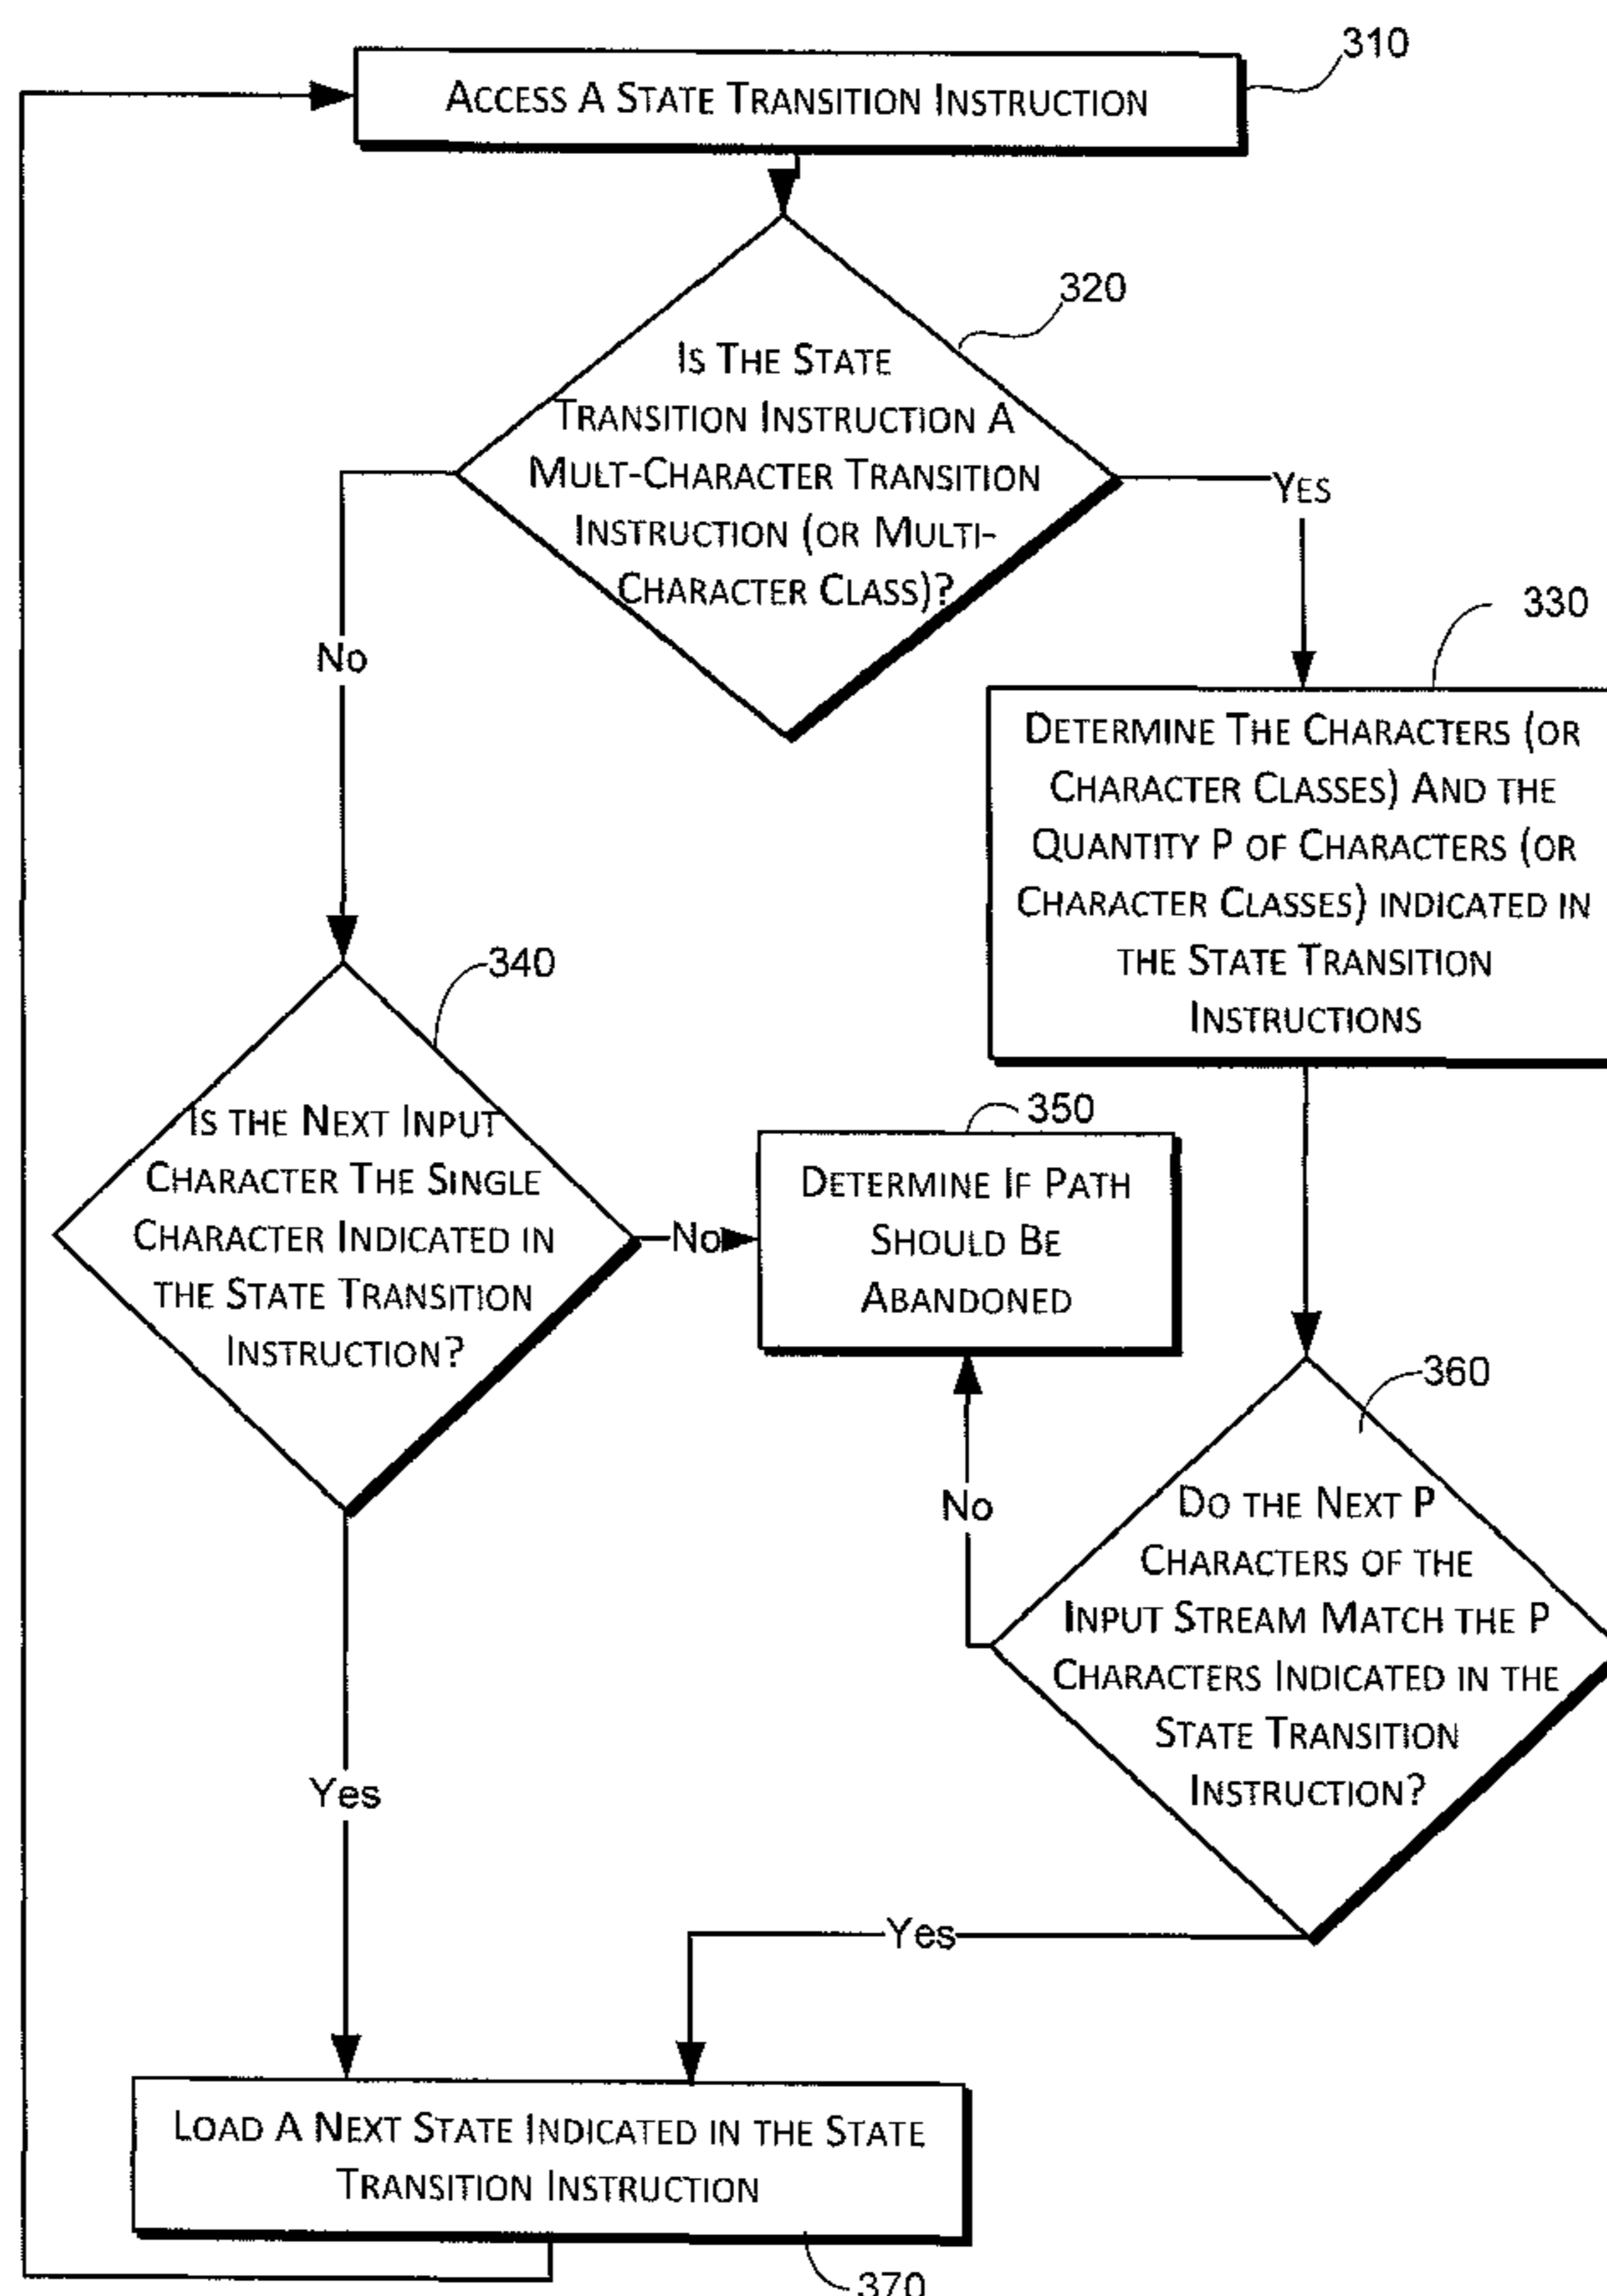 310
ACCESS A STATE TRANSITION INSTRUCTION
320
IS THE STATE
TRANSITION INSTRUCTION A
MULT-CHARACTER TRANSITION
INSTRUCTION (OR MULTI-
CHARACTER CLASS)?
YES
No
330
DETERMINE THE CHARACTERS (OR
CHARACTER CLASSES) AND THE
QUANTITY P OF CHARACTERS (OR
CHARACTER CLASSES) INDICATED IN
THE STATE TRANSITION
INSTRUCTIONS
340
IS THE NEXT INPUT
CHARACTER THE SINGLE
CHARACTER INDICATED IN
THE STATE TRANSITION
INSTRUCTION?
No
350
DETERMINE IF PATH
SHOULD BE
ABANDONED
360
No
DO THE NEXT P
CHARACTERS OF THE
INPUT STREAM MATCH THE P
CHARACTERS INDICATED IN THE
STATE TRANSITION
INSTRUCTION?
Yes
Yes
LOAD A NEXT STATE INDICATED IN THE STATE
TRANSITION INSTRUCTION
370